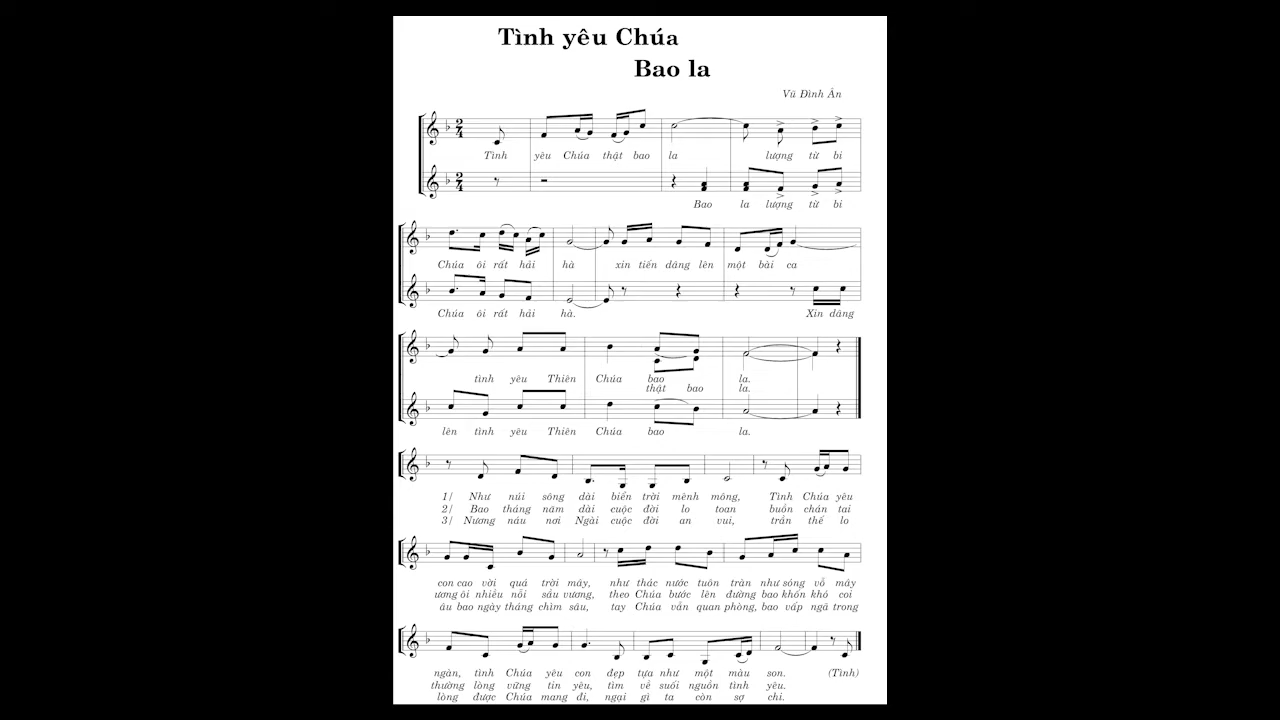 Tình yêu Chúa
Bao la
Vũ Đình Ân
Tình yêu Chúa thật bao la lượng từ bi
Bao la lượng từ bi
Chúa ôi rất hải hà xin tiến dâng lên một bài ca
Chúa ôi rất hải hà. Xin dâng
tình yêu Thiên Chúa bao la.
thật bao la.
lên tình yêu Thiên Chúa bao la.
1/ Như núi sông dài biển trời mênh mông, Tình Chúa yêu
2/ Bao tháng năm dài cuộc đời lo toan buồn chán tai
3/ Nương náu nơi Ngài cuộc đời an vui, trần thế lo
con cao vời quá trời mây, như thác nước tuôn tràn như sóng vỗ mây
ương ôi nhiều nỗi sầu vương, theo Chúa bước lên đường bao khốn khó coi
âu bao ngày tháng chìm sâu, tay Chúa vẫn quan phòng, bao vấp ngã trong
ngàn, tình Chúa yêu con đẹp tựa như một màu son. (Tình)
thường lòng vững tin yêu, tìm về suối nguồn tình yêu.
lòng được Chúa mang đi, ngại gì ta còn sợ chi.